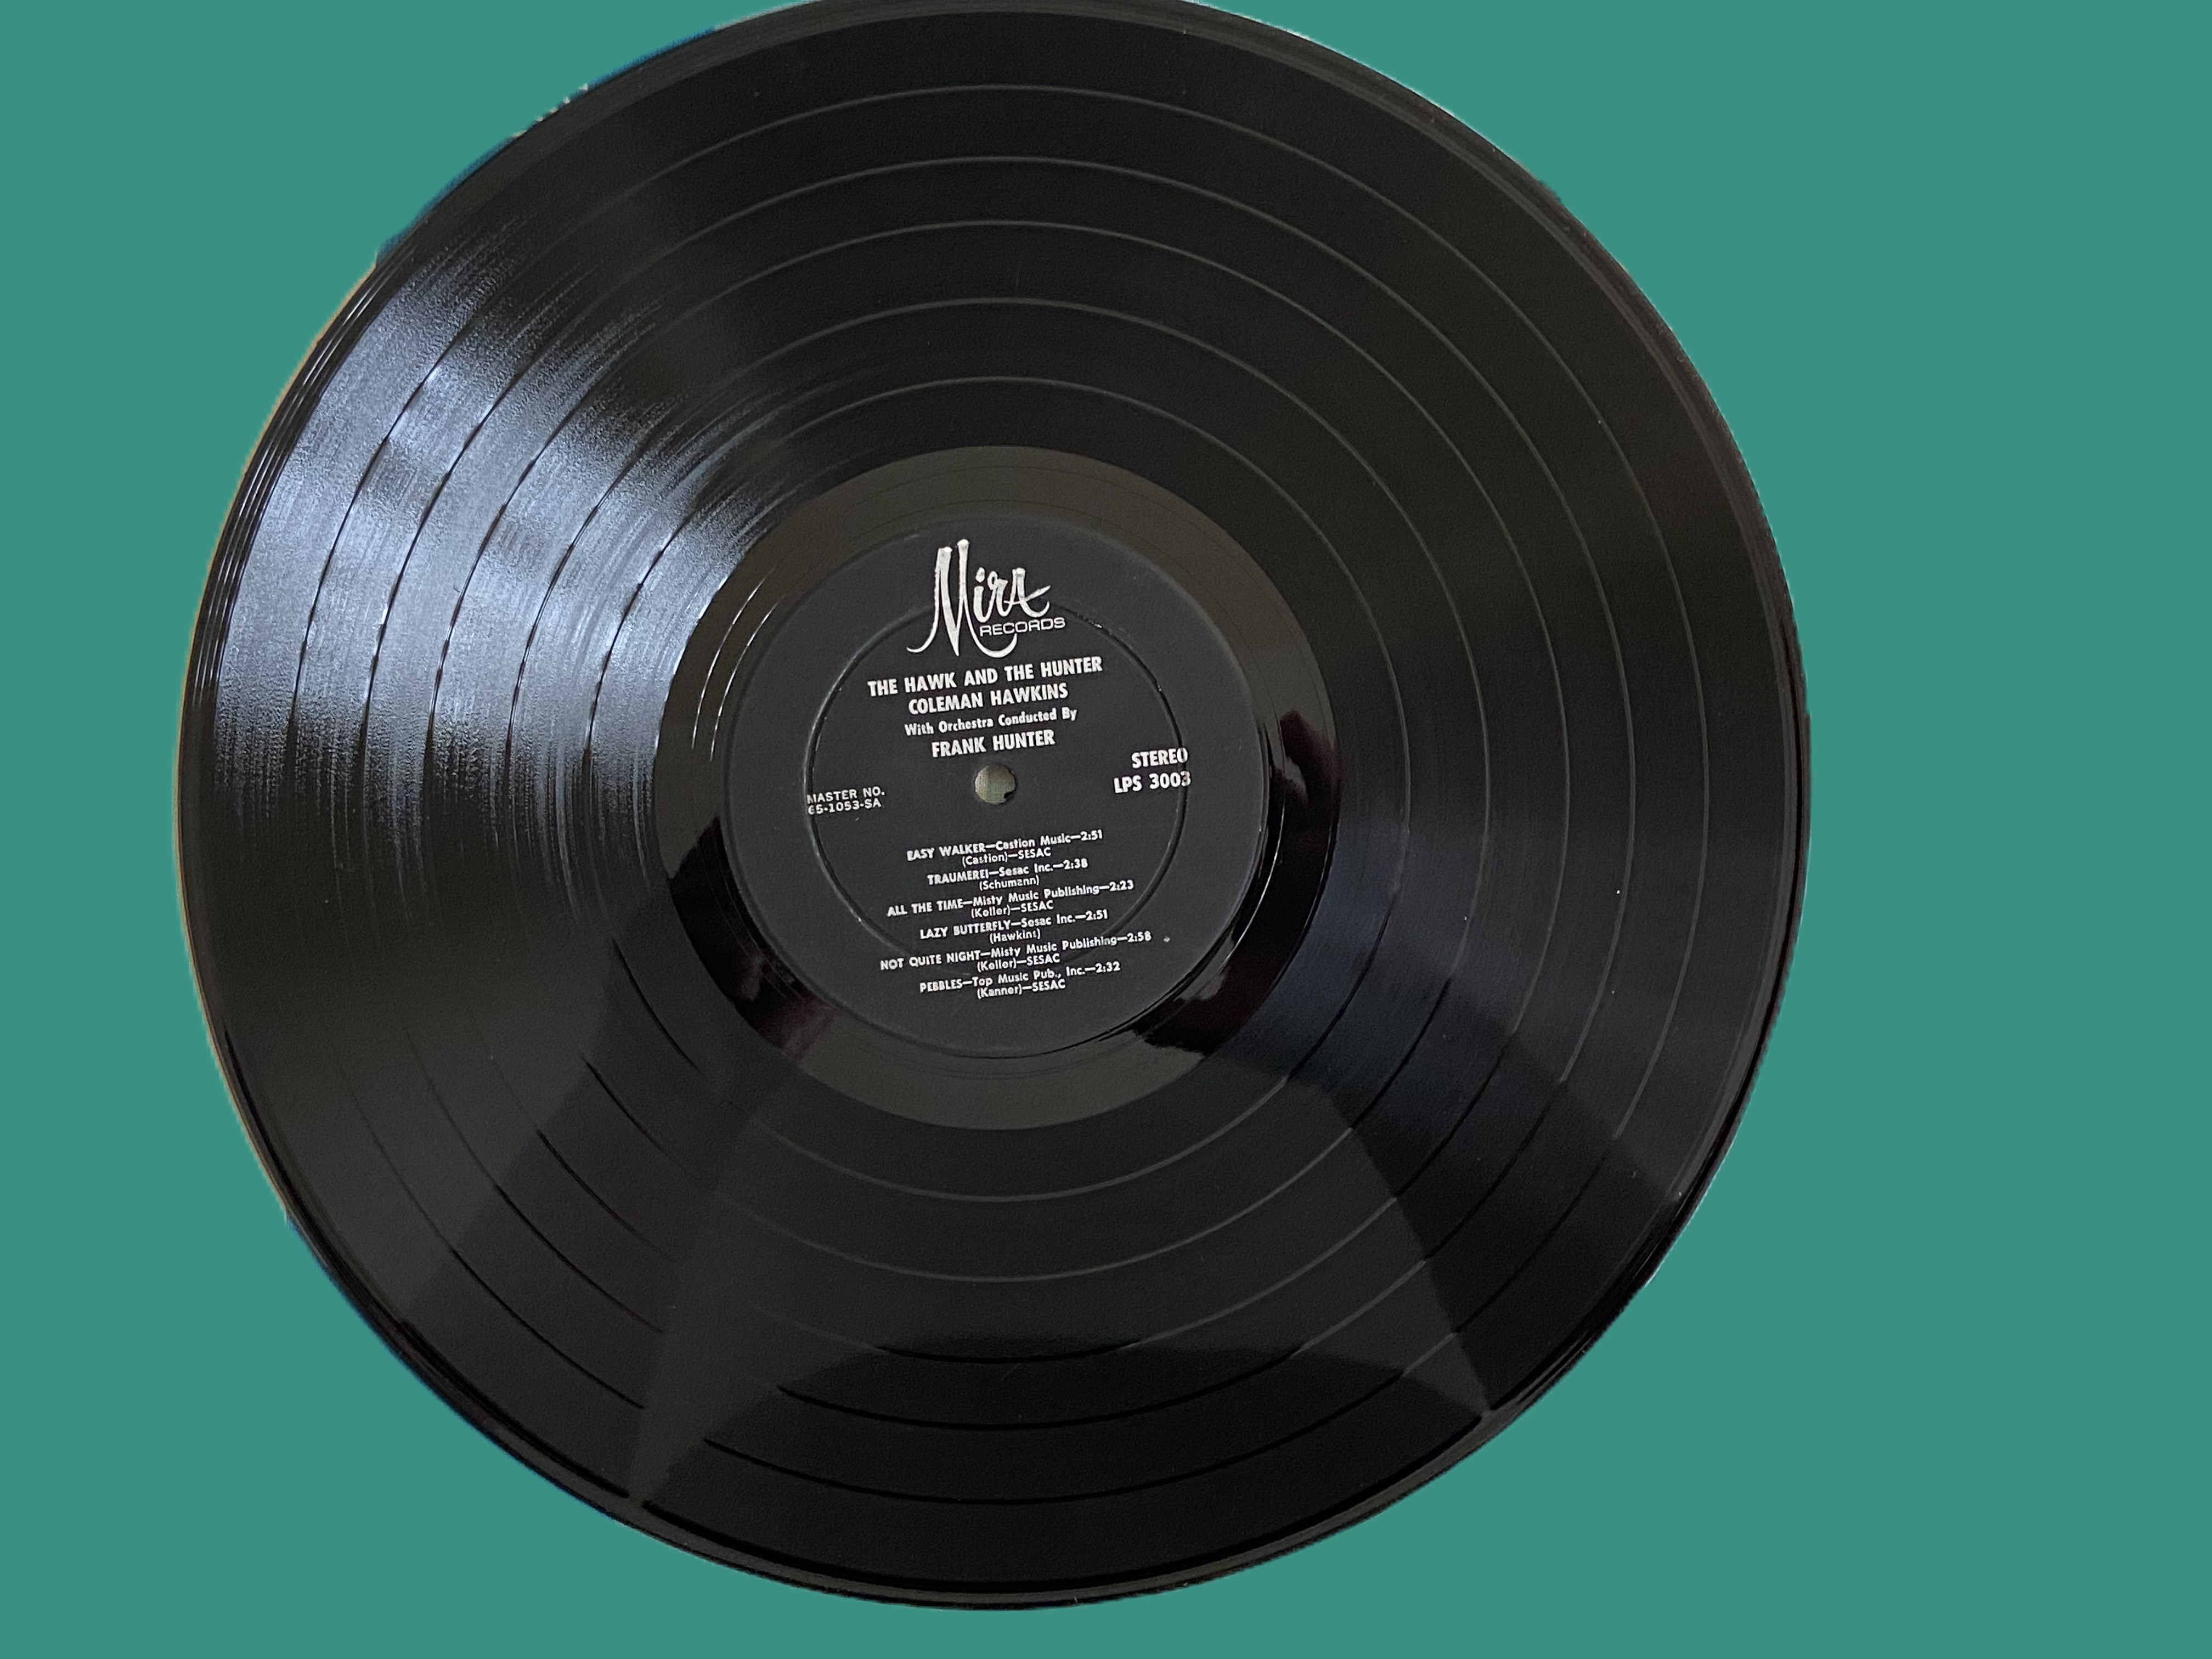 Mira
RECORDS
THE HAWK AND THE HUNTER
COLEMAN HAWKINS
With Orchestra Conducted By
FRANK HUNTER
STEREO
LPS 3003
MASTER NO.
65-1053-SA
EASY WALKER—Castion Music—2:51
(Castion)—SESAC
TRAUMEREI—Sesac Inc.—2:38
(Schumann)
ALL THE TIME—Misty Music Publishing—2:23
(Keller)—SESAC
LAZY BUTTERFLY—Sesac Inc.—2:51
(Hawkins)
NOT QUITE NIGHT—Misty Music Publishing—2:58
(Keller)—SESAC
PEBBLES—Top Music Pub., Inc.—2:32
(Kanner)—SESAC